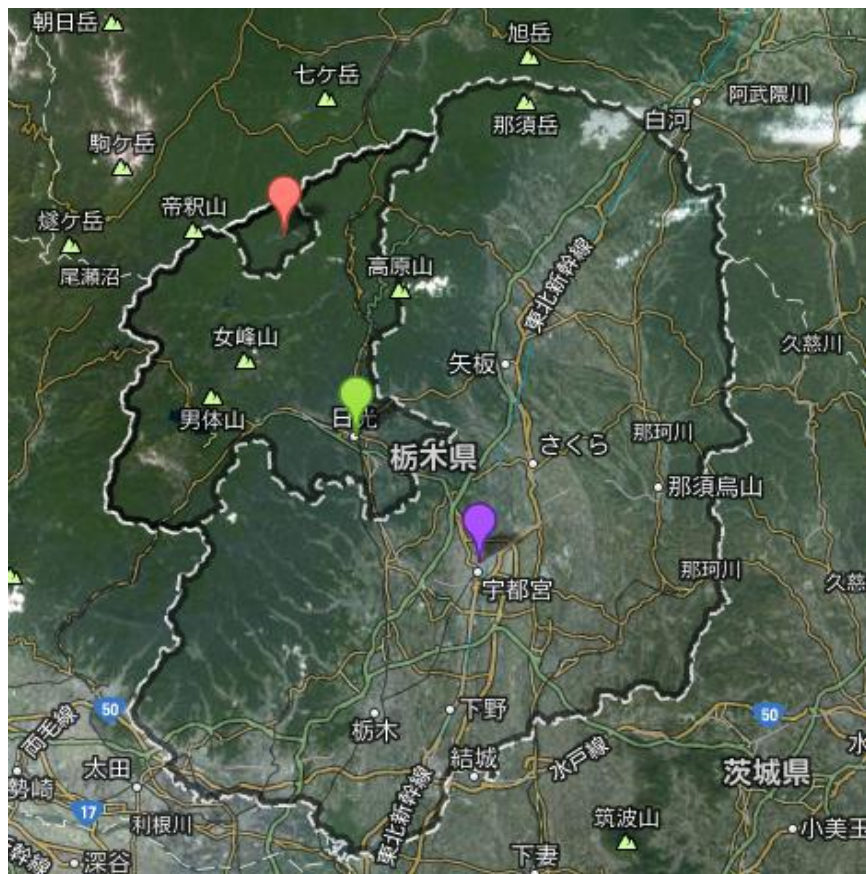 朝日岳
旭岳
七ケ岳
那須岳
阿武隈川
白河
駒ケ岳
帝釈山
燧ケ岳
尾瀬沼
高原山
東北新幹線
女峰山
矢板
久慈川
男体山
日光
栃木県
さくら
那珂川
那須烏山
宇都宮
那珂川
久慈
50
栃木
下野
50
両毛線
太田
結城
水戸線
茨城県
水
勢崎
17
利根川
東北新幹線
筑波山
小美玉
幹線
深谷
下妻